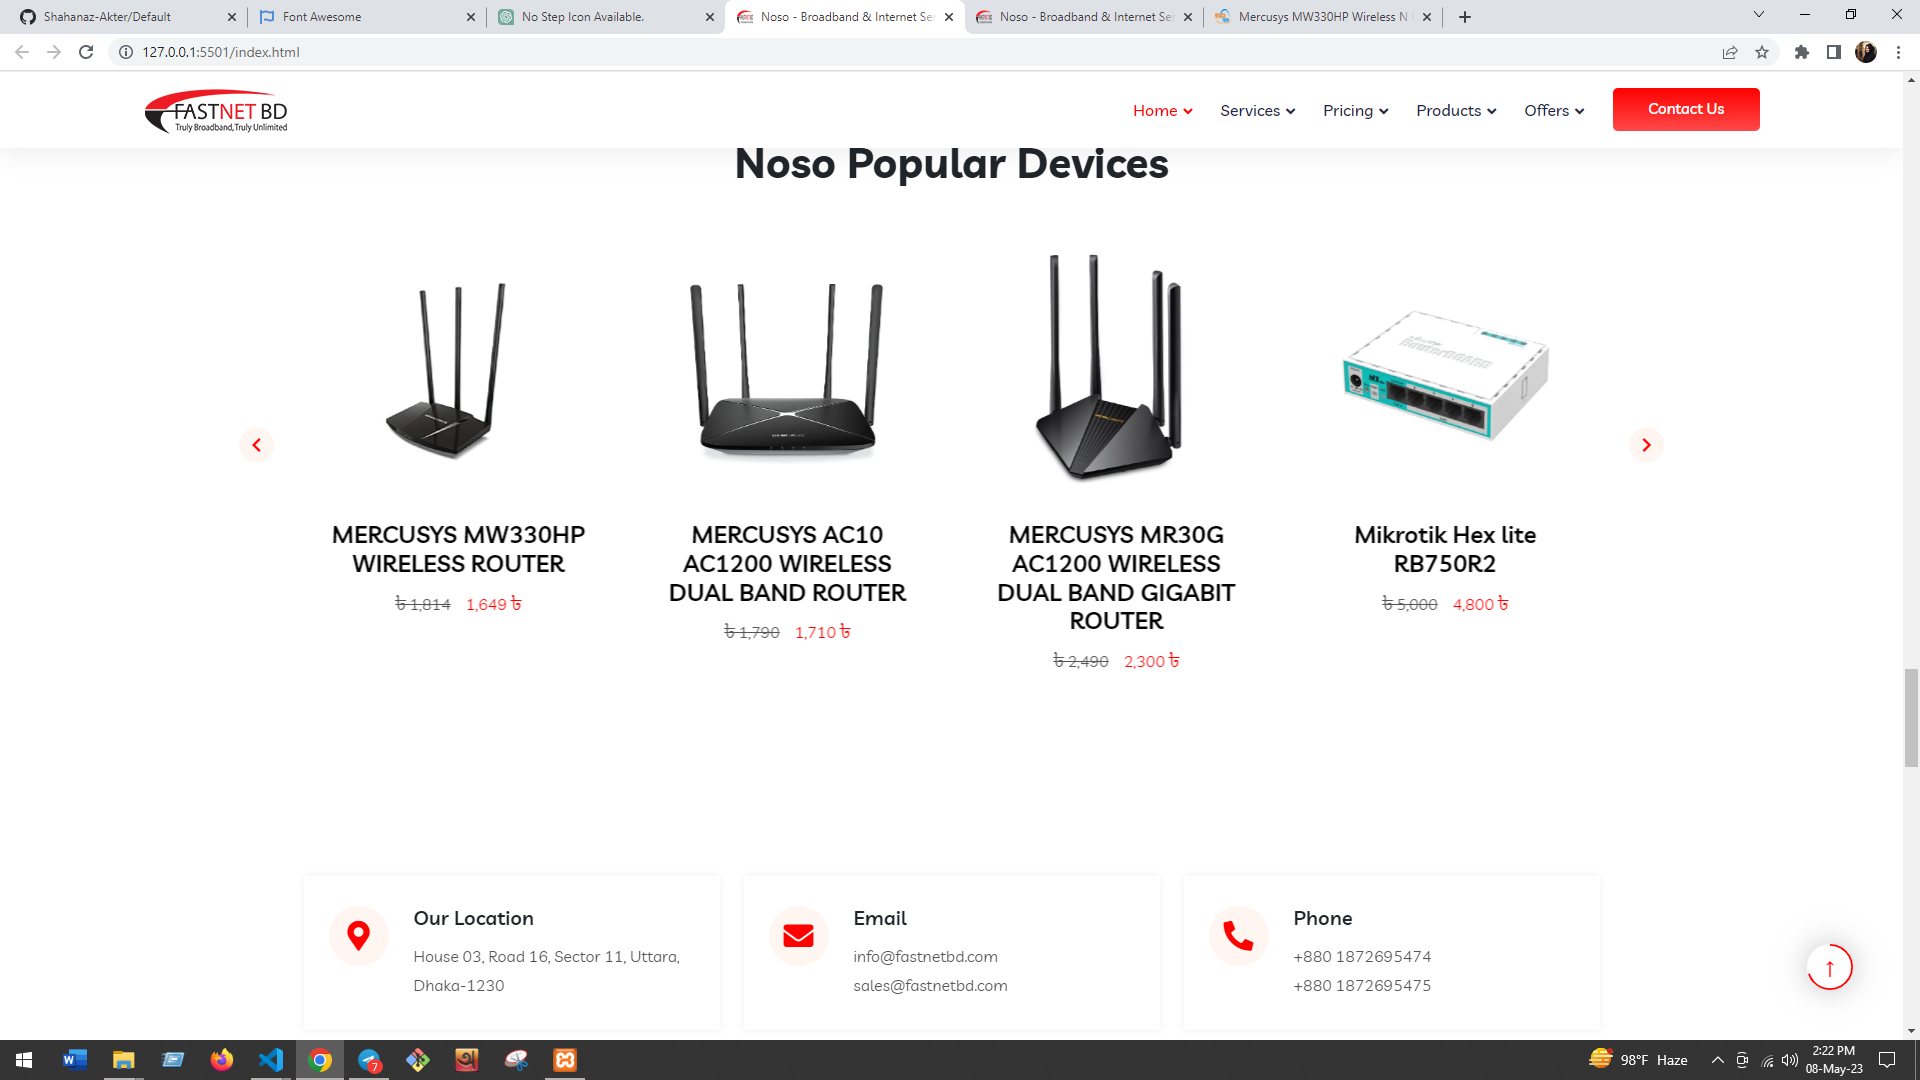 Shahanaz-Akter/Default
Font Awesome
No Step Icon Available.
Noso - Broadband & Internet Ser
Noso - Broadband & Internet Ser
Mercusys MW330HP Wireless N
127.0.0.1:5501/index.html
FASTNET BD
Truly Broadband,Truly Unlimited
Home
Services
Pricing
Products
Offers
Contact Us
Noso Popular Devices
MERCUSYS MW330HP
WIRELESS ROUTER
৳ 1,814 1,649 ৳
MERCUSYS AC10
AC1200 WIRELESS
DUAL BAND ROUTER
৳ 1,790 1,710 ৳
MERCUSYS MR30G
AC1200 WIRELESS
DUAL BAND GIGABIT
ROUTER
৳ 2,490 2,300 ৳
Mikrotik Hex lite
RB750R2
৳ 5,000 4,800 ৳
Our Location
House 03, Road 16, Sector 11, Uttara,
Dhaka-1230
Email
info@fastnetbd.com
sales@fastnetbd.com
Phone
+880 1872695474
+880 1872695475
7
98°F Haze
2:22 PM
08-May-23